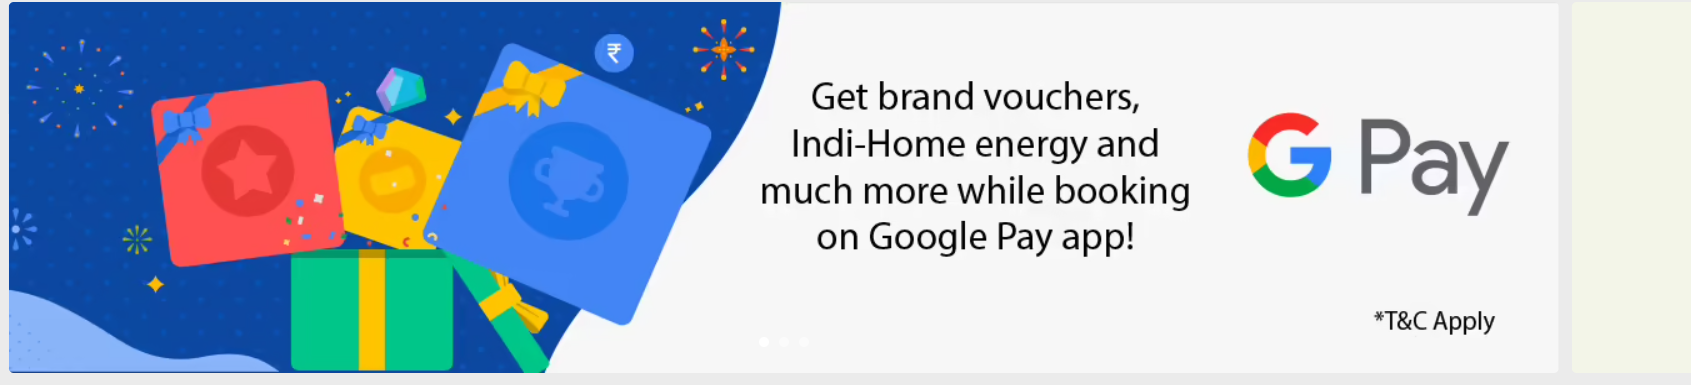 ₹
Get brand vouchers,
Indi-Home energy and
much more while booking
on Google Pay app!
G Pay
*T&C Apply